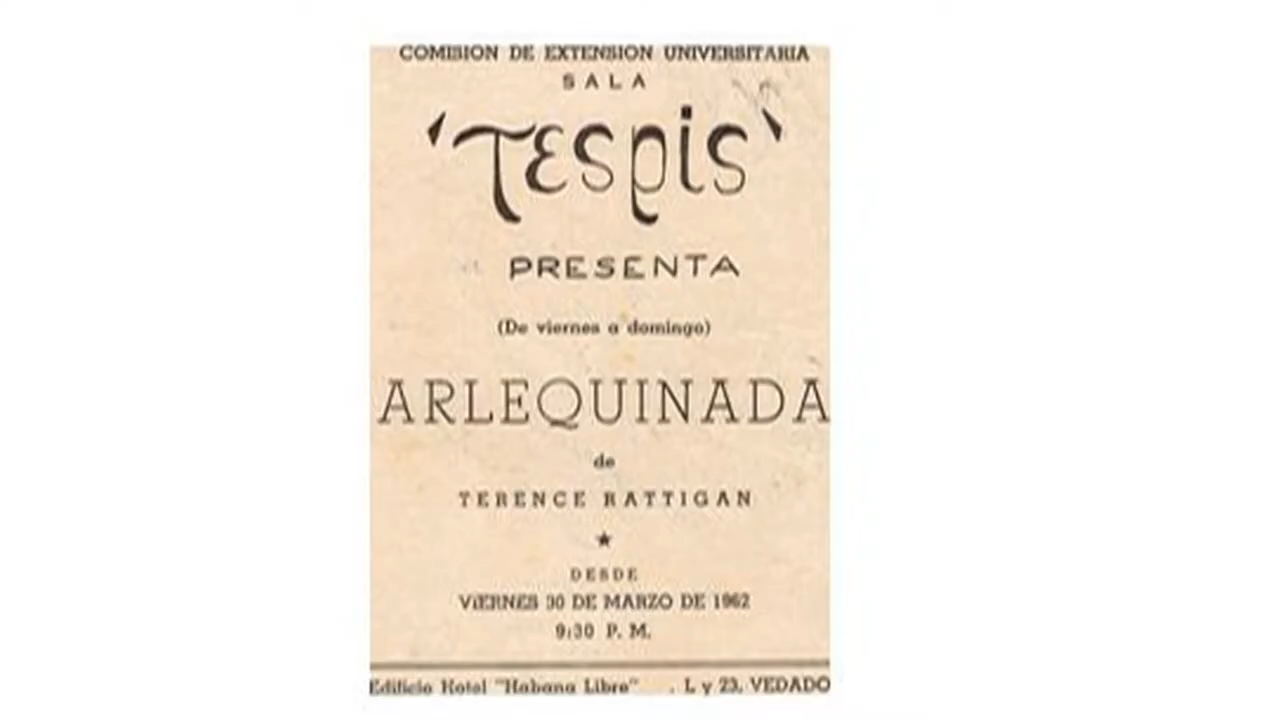 COMISION DE EXTENSION UNIVERSITARIA
SALA
'TESPIS'
PRESENTA
(De viernes a domingo)
ARLEQUINADA
de
TERENCE RATTIGAN
★
DESDE
VIERNES 30 DE MARZO DE 1962
9:30 P. M.
Edificio Hotel "Habana Libre" . L y 23. VEDADO